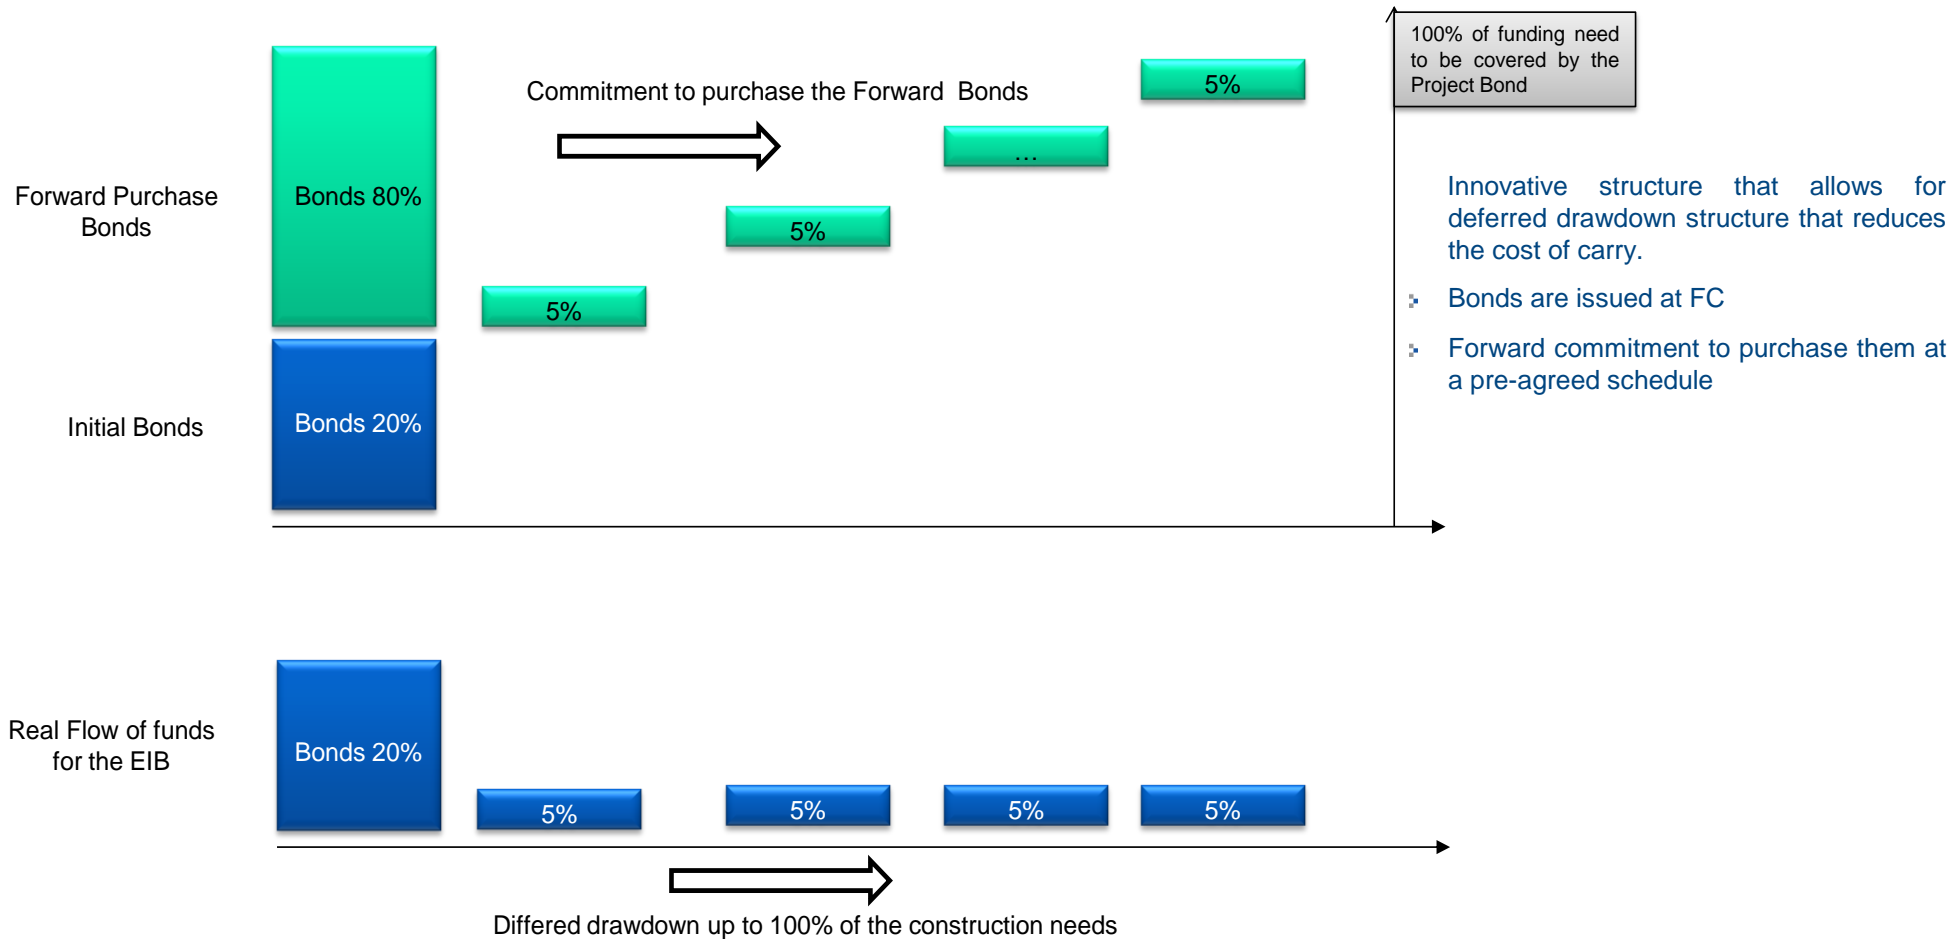 100% of funding need
to be covered by the
Project Bond
Commitment to purchase the Forward Bonds
5%
…
5%
5%
Forward Purchase
Bonds
Bonds 80%
Initial Bonds
Bonds 20%
Innovative structure that allows for
deferred drawdown structure that reduces
the cost of carry.
Bonds are issued at FC
Forward commitment to purchase them at
a pre-agreed schedule
Real Flow of funds
for the EIB
Bonds 20%
5%
5%
5%
5%
Differed drawdown up to 100% of the construction needs